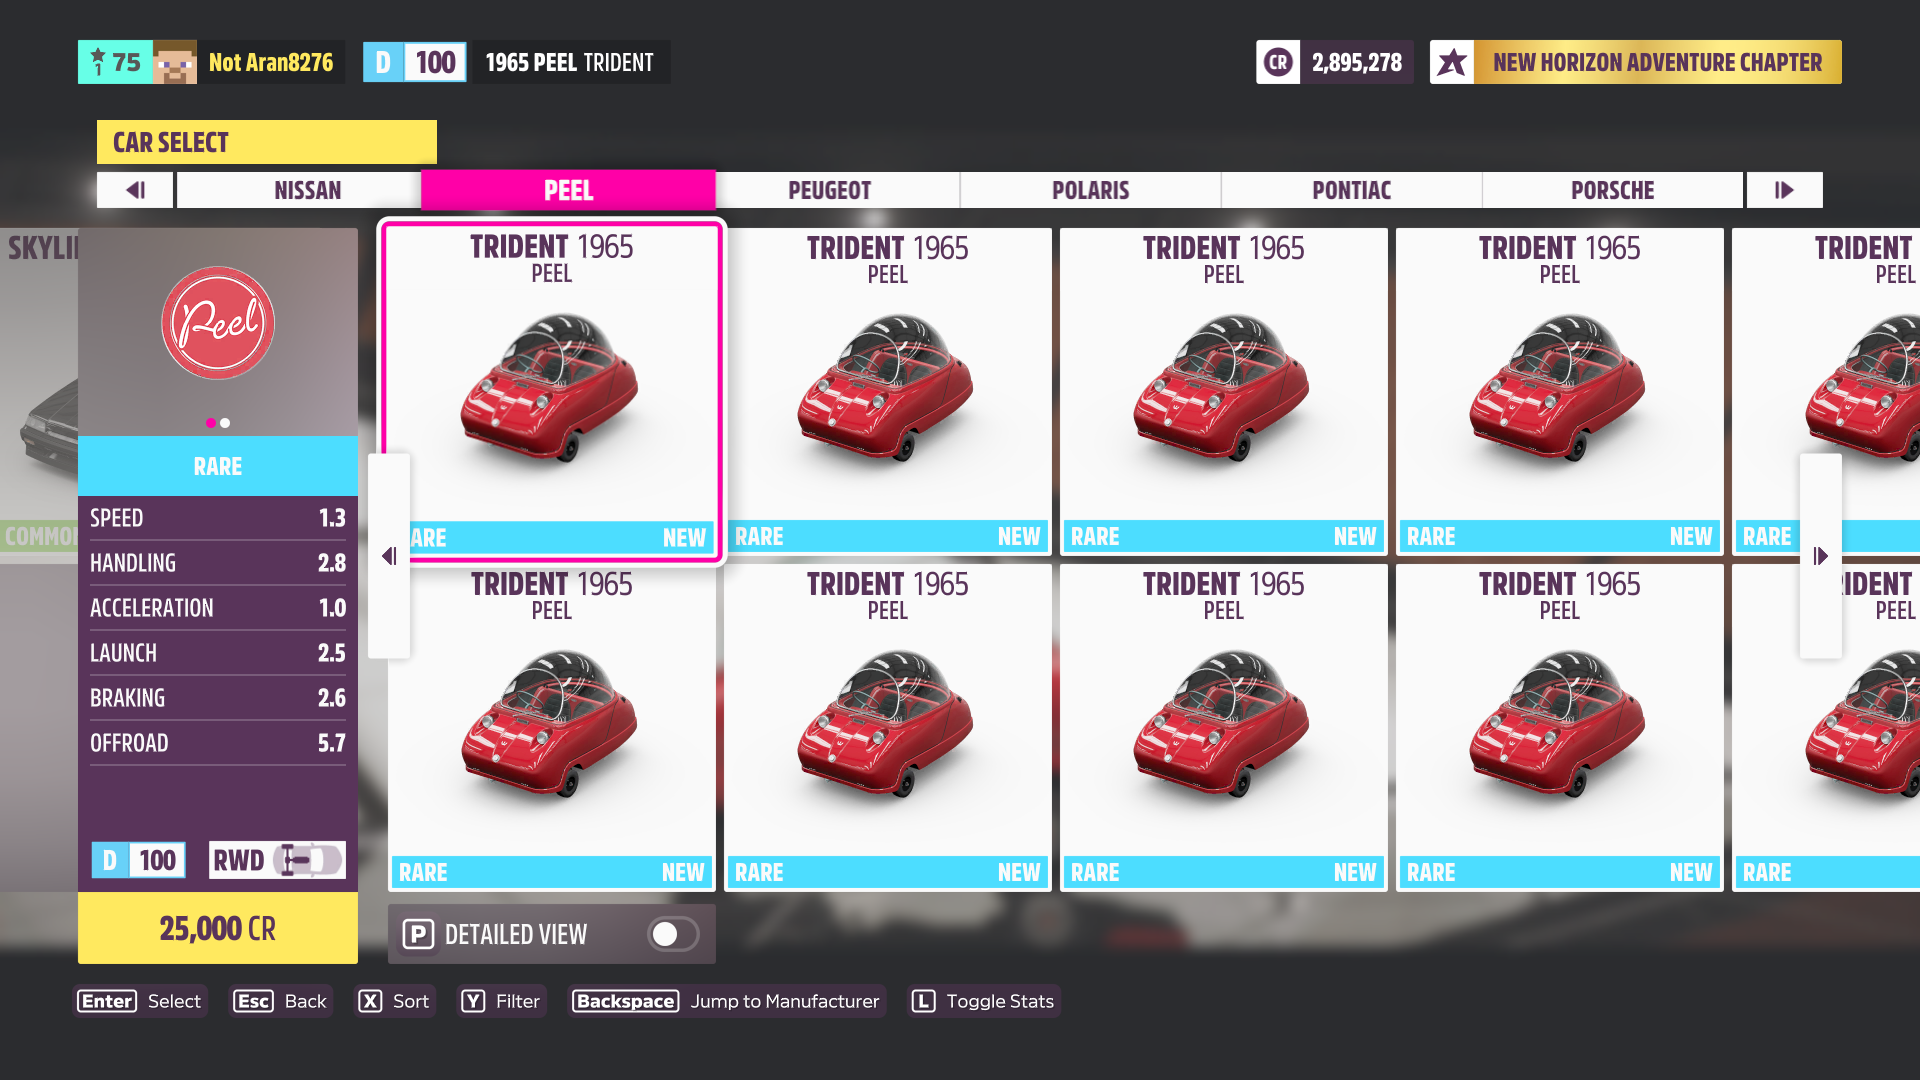 1 75 Not Aran8276 D 100 1965 PEEL TRIDENT CR 2,895,278 NEW HORIZON ADVENTURE CHAPTER
CAR SELECT
NISSAN PEEL PEUGEOT POLARIS PONTIAC PORSCHE
SKYLI
Peel
RARE
SPEED 1.3
HANDLING 2.8
ACCELERATION 1.0
LAUNCH 2.5
BRAKING 2.6
OFFROAD 5.7
D 100 RWD
25,000 CR
COMMO
TRIDENT 1965 TRIDENT 1965 TRIDENT 1965 TRIDENT 1965 TRIDENT
PEEL PEEL PEEL PEEL PEEL
ARE NEW RARE NEW RARE NEW RARE NEW RARE
TRIDENT 1965 TRIDENT 1965 TRIDENT 1965 TRIDENT 1965 RIDENT
PEEL PEEL PEEL PEEL PEEL
RARE NEW RARE NEW RARE NEW RARE NEW RARE
P DETAILED VIEW
Enter Select Esc Back X Sort Y Filter Backspace Jump to Manufacturer L Toggle Stats